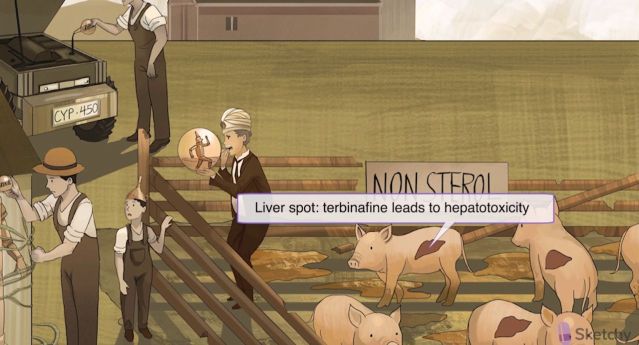 CYP-450
NON STEROL
Liver spot: terbinafine leads to hepatotoxicity
Sketchy